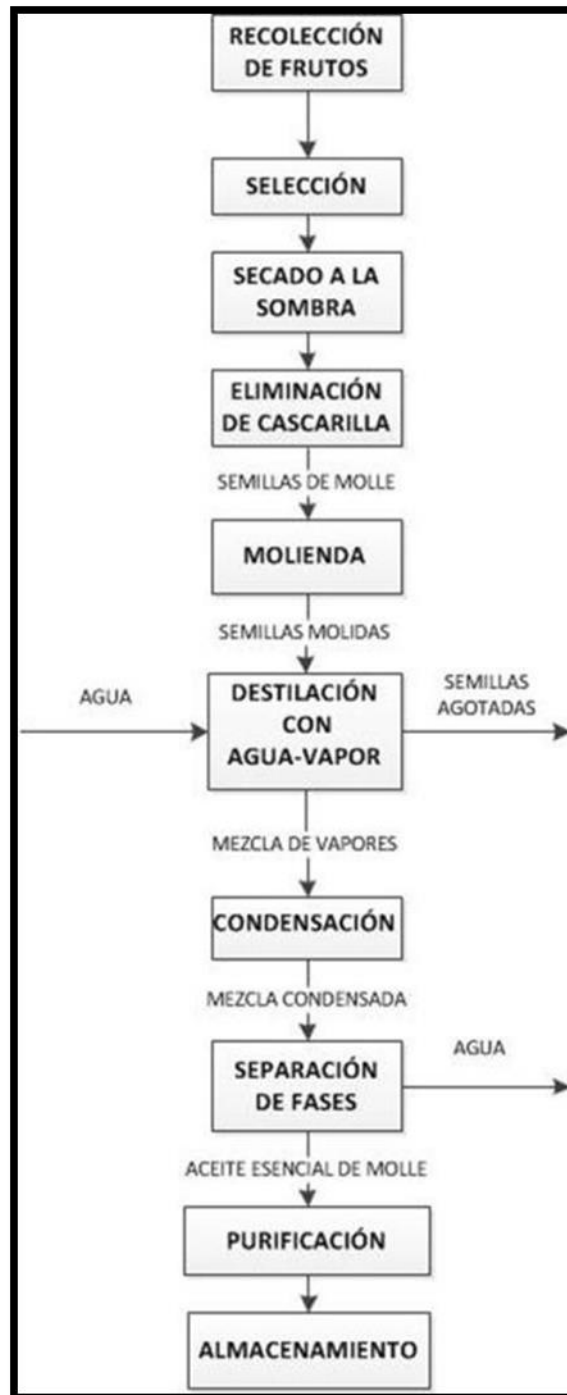 RECOLECCIÓN
DE FRUTOS
SELECCIÓN
SECADO A LA
SOMBRA
ELIMINACIÓN
DE CASCARILLA
SEMILLAS DE MOLLE
MOLIENDA
SEMILLAS MOLIDAS
AGUA
DESTILACIÓN
CON
AGUA-VAPOR
SEMILLAS
AGOTADAS
MEZCLA DE VAPORES
CONDENSACIÓN
MEZCLA CONDENSADA
SEPARACIÓN
DE FASES
AGUA
ACEITE ESENCIAL DE MOLLE
PURIFICACIÓN
ALMACENAMIENTO